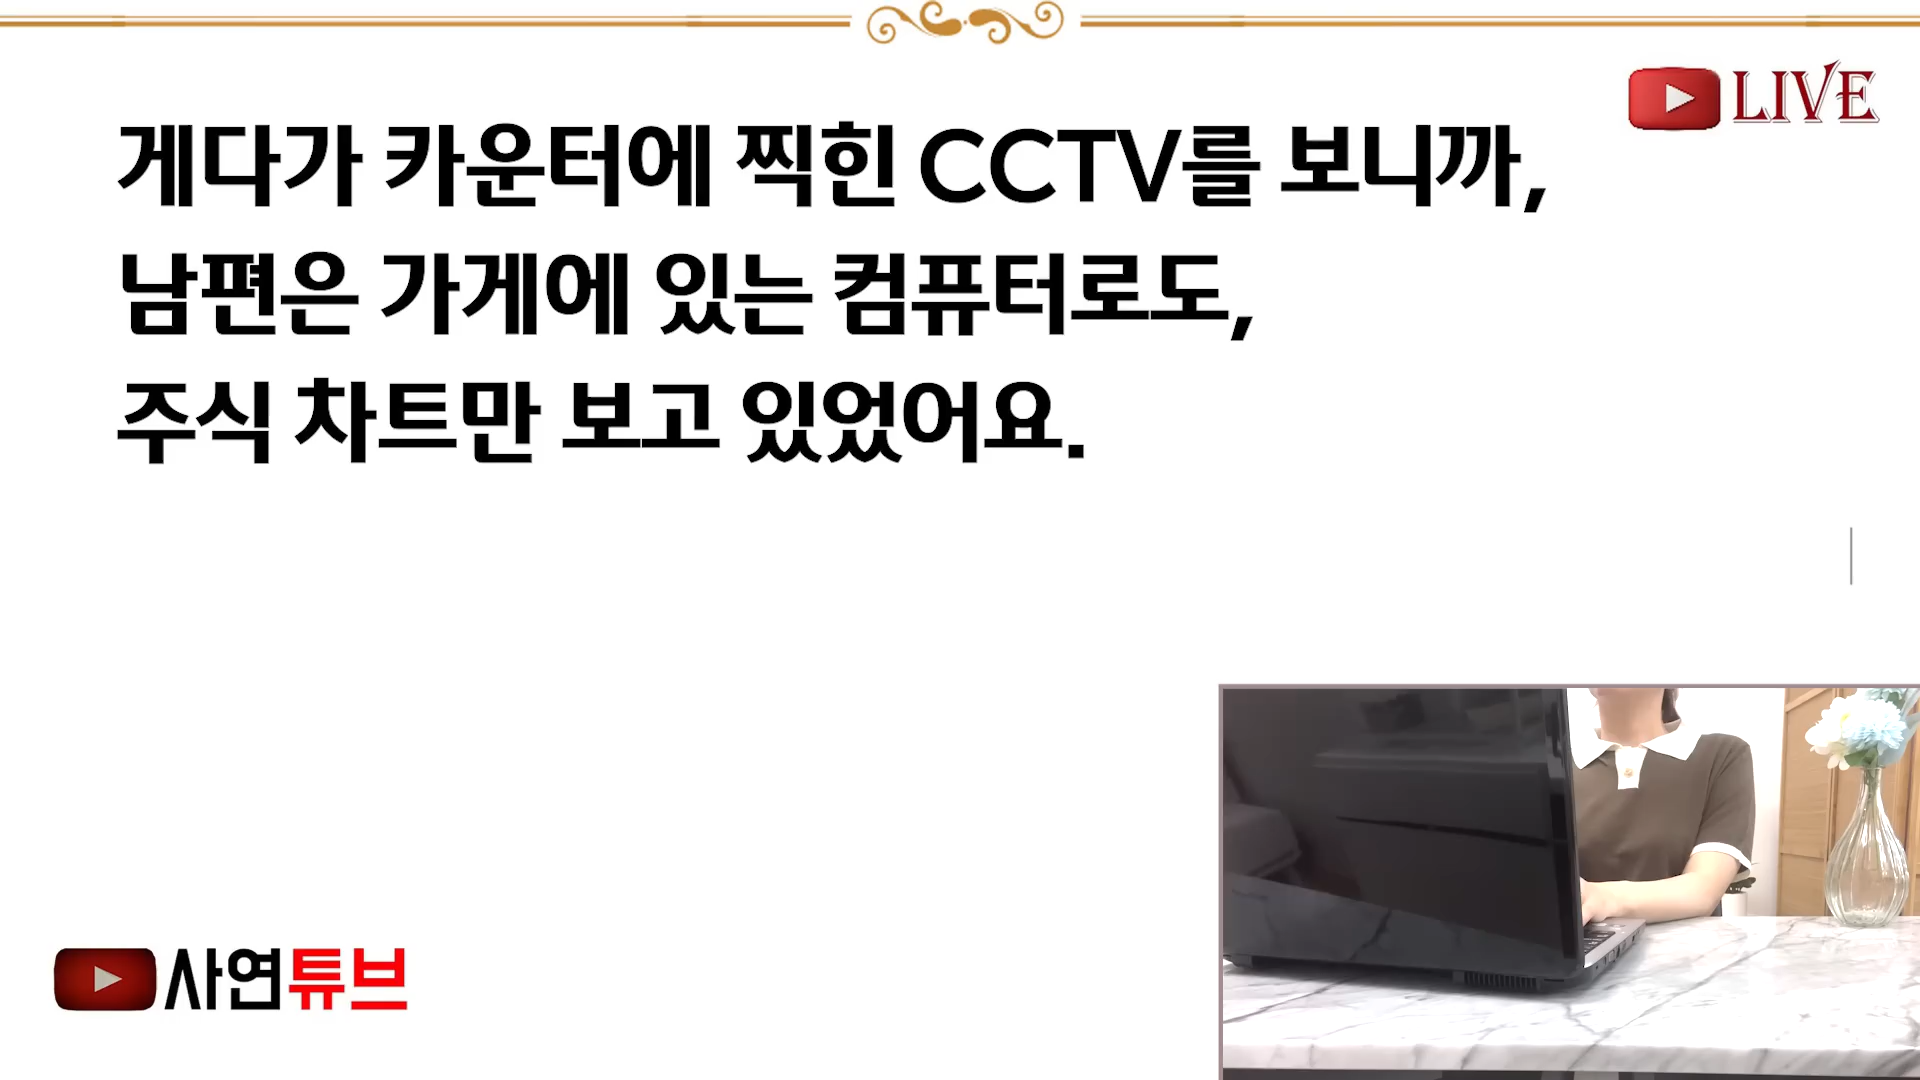 LIVE
게다가 카운터에 찍힌 CCTV를 보니까,
남편은 가게에 있는 컴퓨터로도,
주식 차트만 보고 있었어요.
사연튜브